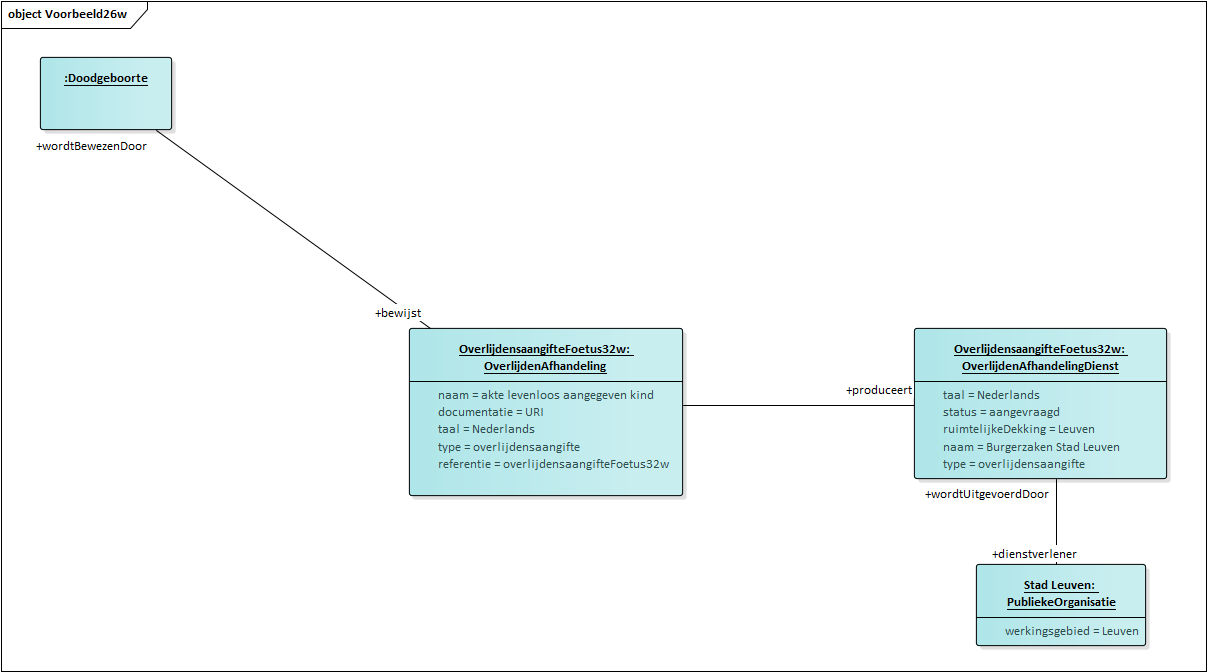 object Voorbeeld26w
:Doodgeboorte
+wordtBewezenDoor
+bewijst
OverlijdensaangifteFoetus32w:
OverlijdenAfhandeling
naam = akte levenloos aangegeven kind
documentatie = URI
taal = Nederlands
type = overlijdensaangifte
referentie = overlijdensaangifteFoetus32w
+produceert
OverlijdensaangifteFoetus32w:
OverlijdenAfhandelingDienst
taal = Nederlands
status = aangevraagd
ruimtelijkeDekking = Leuven
naam = Burgerzaken Stad Leuven
type = overlijdensaangifte
+wordtUitgevoerdDoor
+dienstverlener
Stad Leuven:
PubliekeOrganisatie
werkingsgebied = Leuven